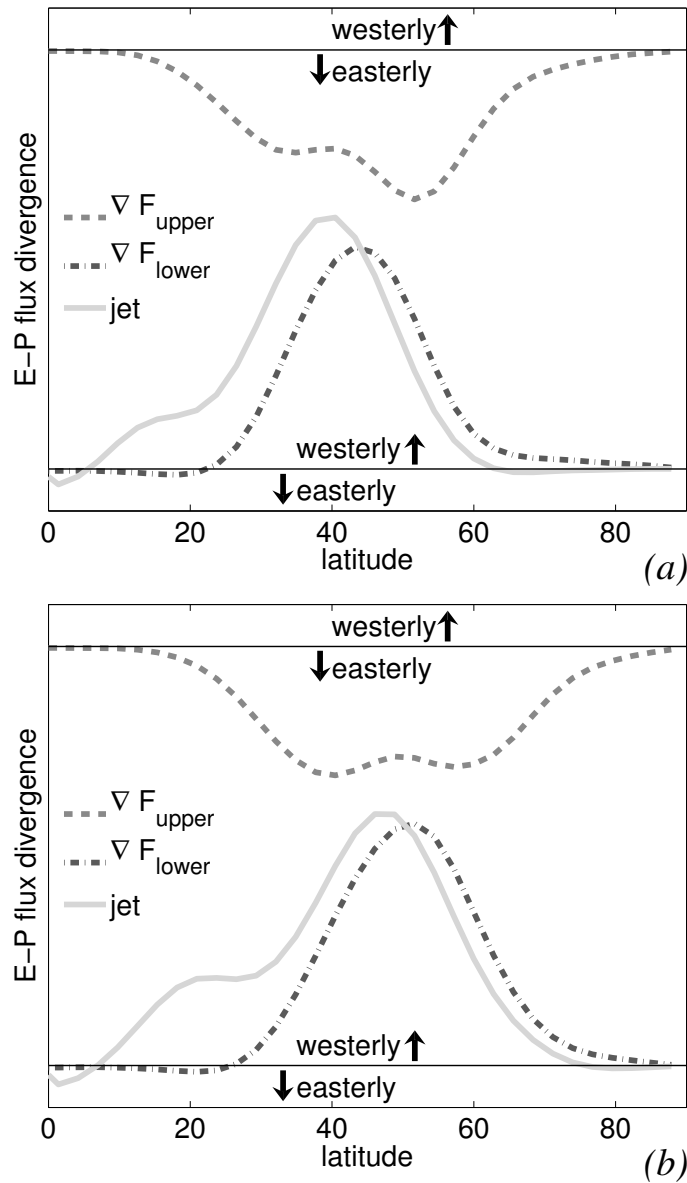 westerly
easterly
E−P flux divergence
∇ F_upper
∇ F_lower
jet
westerly
easterly
0 20 40 60 80
latitude
(a)
westerly
easterly
E−P flux divergence
∇ F_upper
∇ F_lower
jet
westerly
easterly
0 20 40 60 80
latitude
(b)